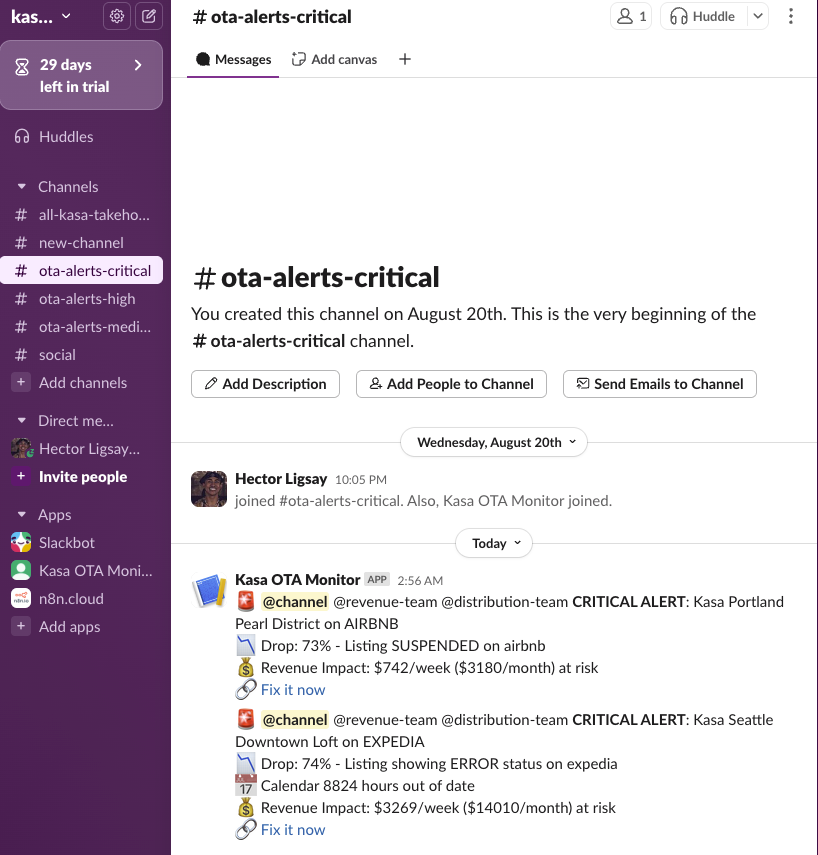 kas...
29 days
left in trial
Huddles
Channels
# all-kasa-takeho...
# new-channel
# ota-alerts-critical
# ota-alerts-high
# ota-alerts-medi...
# social
+ Add channels
Direct me...
Hector Ligsay...
+ Invite people
Apps
Slackbot
Kasa OTA Moni...
n8n.cloud
+ Add apps
# ota-alerts-critical
1
Huddle
Messages
Add canvas
+
# ota-alerts-critical
You created this channel on August 20th. This is the very beginning of the
# ota-alerts-critical channel.
Add Description
Add People to Channel
Send Emails to Channel
Wednesday, August 20th
Hector Ligsay 10:05 PM
joined #ota-alerts-critical. Also, Kasa OTA Monitor joined.
Today
Kasa OTA Monitor APP 2:56 AM
🚨 @channel @revenue-team @distribution-team CRITICAL ALERT: Kasa Portland
Pearl District on AIRBNB
📉 Drop: 73% - Listing SUSPENDED on airbnb
💰 Revenue Impact: $742/week ($3180/month) at risk
🔗 Fix it now
🚨 @channel @revenue-team @distribution-team CRITICAL ALERT: Kasa Seattle
Downtown Loft on EXPEDIA
📉 Drop: 74% - Listing showing ERROR status on expedia
📅 Calendar 8824 hours out of date
💰 Revenue Impact: $3269/week ($14010/month) at risk
🔗 Fix it now